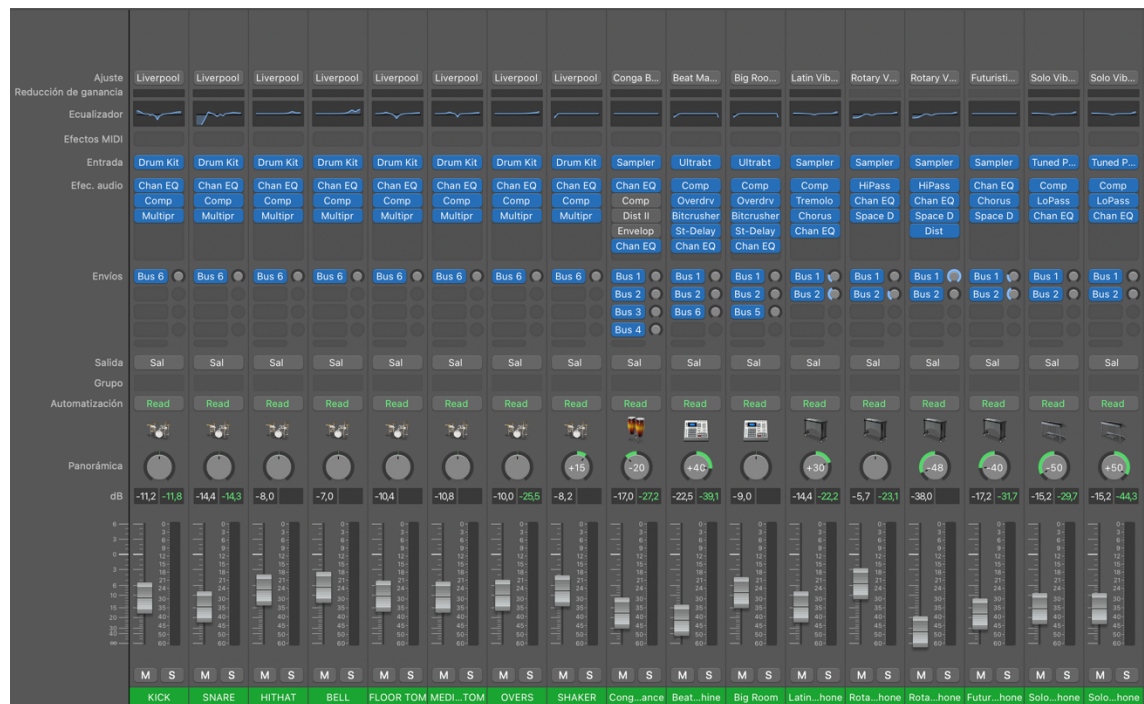 Ajuste Liverpool Liverpool Liverpool Liverpool Liverpool Liverpool Liverpool Liverpool Conga B... Beat Ma... Big Roo... Latin Vib... Rotary V... Rotary V... Futuristi... Solo Vib... Solo Vib...
Reducción de ganancia
Ecualizador
Efectos MIDI
Entrada Drum Kit Drum Kit Drum Kit Drum Kit Drum Kit Drum Kit Drum Kit Drum Kit Sampler Ultrabt Ultrabt Sampler Sampler Sampler Sampler Tuned P... Tuned P...
Efec. audio Chan EQ Chan EQ Chan EQ Chan EQ Chan EQ Chan EQ Chan EQ Chan EQ Chan EQ Comp Comp Comp HiPass HiPass Chan EQ Comp Comp
Comp Comp Comp Comp Comp Comp Comp Comp Comp Overdrv Overdrv Tremolo Chan EQ Chan EQ Chorus LoPass LoPass
Multipr Multipr Multipr Multipr Multipr Multipr Multipr Multipr Dist II Bitcrusher Bitcrusher Chorus Space D Space D Space D Chan EQ Chan EQ
Envelop St-Delay St-Delay Chan EQ Dist
Chan EQ Chan EQ Chan EQ
Envíos Bus 6 Bus 6 Bus 6 Bus 6 Bus 6 Bus 6 Bus 6 Bus 6 Bus 1 Bus 1 Bus 1 Bus 1 Bus 1 Bus 1 Bus 1 Bus 1 Bus 1
Bus 2 Bus 2 Bus 2 Bus 2 Bus 2 Bus 2 Bus 2 Bus 2 Bus 2
Bus 3 Bus 6 Bus 5
Bus 4
Salida Sal Sal Sal Sal Sal Sal Sal Sal Sal Sal Sal Sal Sal Sal Sal Sal Sal
Grupo
Automatización Read Read Read Read Read Read Read Read Read Read Read Read Read Read Read Read Read
Panorámica +15 -20 +40 +30 -48 -40 -50 +50
dB -11,2 -11,8 -14,4 -14,3 -8,0 -7,0 -10,4 -10,8 -10,0 -25,5 -8,2 -17,0 -27,2 -22,5 -39,1 -9,0 -14,4 -22,2 -5,7 -23,1 -38,0 -17,2 -31,7 -15,2 -29,7 -15,2 -44,3
M S M S M S M S M S M S M S M S M S M S M S M S M S M S M S M S M S
KICK SNARE HITHAT BELL FLOOR TOM MEDI...TOM OVERS SHAKER Cong...ance Beat...hine Big Room Latin...hone Rota...hone Rota...hone Futur...hone Solo...hone Solo...hone